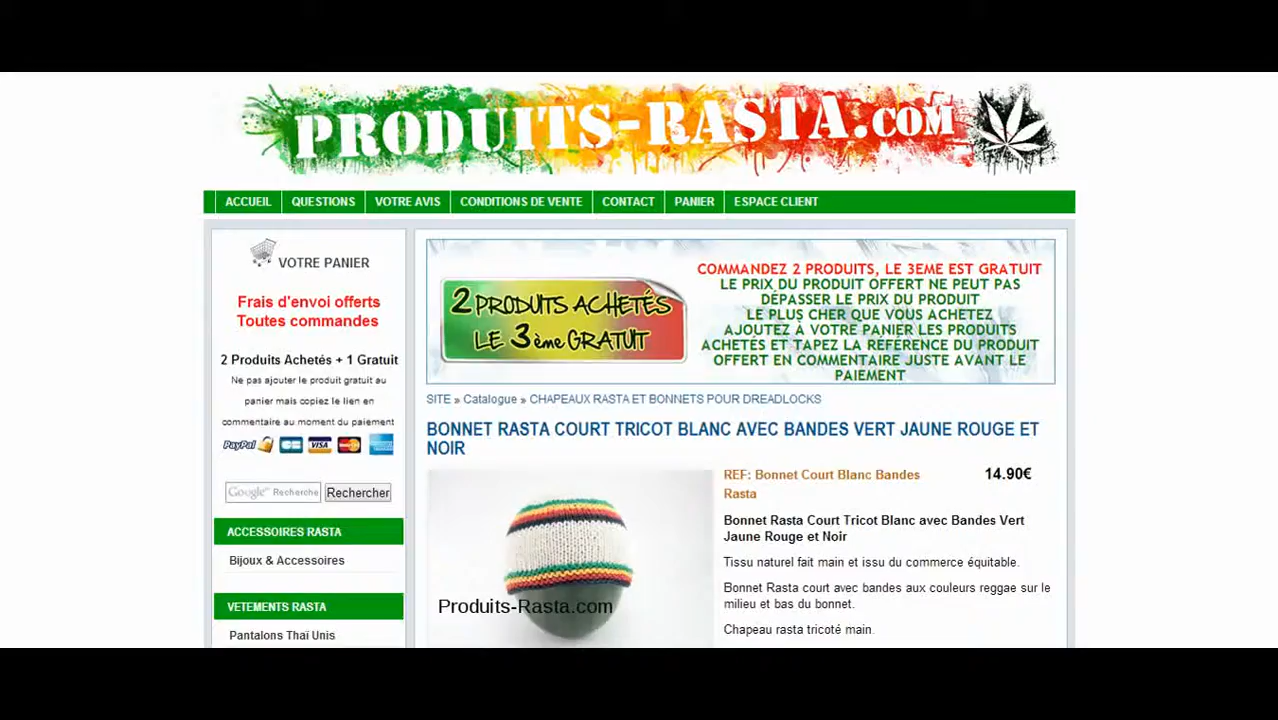 PRODUITS-RASTA.COM
ACCUEIL
QUESTIONS
VOTRE AVIS
CONDITIONS DE VENTE
CONTACT
PANIER
ESPACE CLIENT
VOTRE PANIER
Frais d'envoi offerts
Toutes commandes
2 Produits Achetés + 1 Gratuit
Ne pas ajouter le produit gratuit au
panier mais copiez le lien en
commentaire au moment du paiement
PayPal
VISA
Google™ Recherche
Rechercher
ACCESSOIRES RASTA
Bijoux & Accessoires
VETEMENTS RASTA
Pantalons Thaï Unis
2 PRODUITS ACHETÉS
LE 3ème GRATUIT
COMMANDEZ 2 PRODUITS, LE 3EME EST GRATUIT
LE PRIX DU PRODUIT OFFERT NE PEUT PAS
DÉPASSER LE PRIX DU PRODUIT
LE PLUS CHER QUE VOUS ACHETEZ
AJOUTEZ À VOTRE PANIER LES PRODUITS
ACHETÉS ET TAPEZ LA RÉFÉRENCE DU PRODUIT
OFFERT EN COMMENTAIRE JUSTE AVANT LE
PAIEMENT
SITE » Catalogue » CHAPEAUX RASTA ET BONNETS POUR DREADLOCKS
BONNET RASTA COURT TRICOT BLANC AVEC BANDES VERT JAUNE ROUGE ET
NOIR
Produits-Rasta.com
REF: Bonnet Court Blanc Bandes
Rasta
14.90€
Bonnet Rasta Court Tricot Blanc avec Bandes Vert
Jaune Rouge et Noir
Tissu naturel fait main et issu du commerce équitable.
Bonnet Rasta court avec bandes aux couleurs reggae sur le
milieu et bas du bonnet.
Chapeau rasta tricoté main.